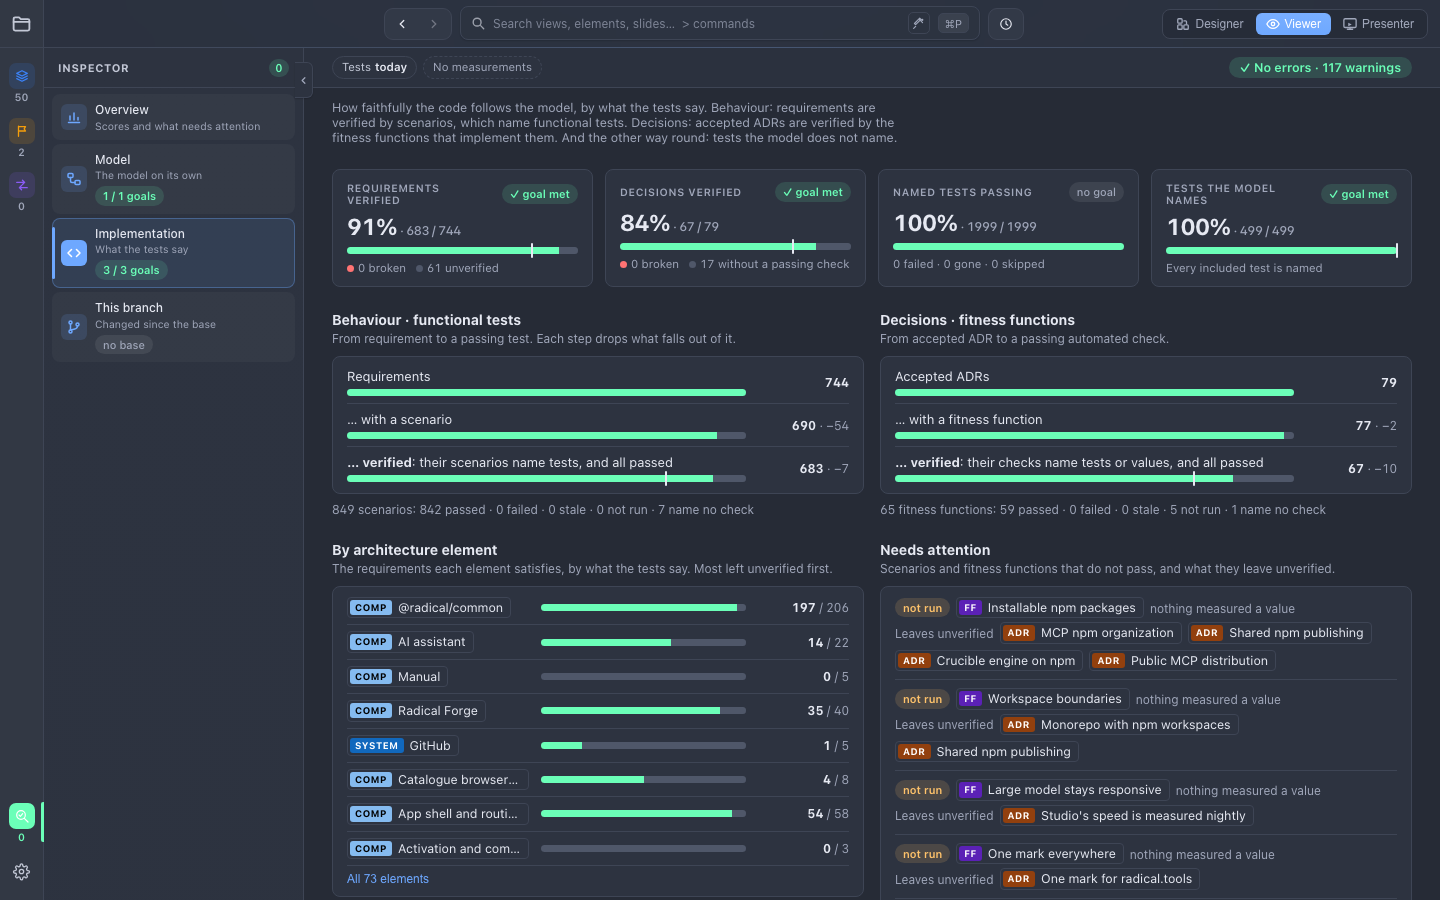 Search views, elements, slides... > commands
⌘P
Designer
Viewer
Presenter
50
2
0
0
INSPECTOR
0
Overview
Scores and what needs attention
Model
The model on its own
1 / 1 goals
Implementation
What the tests say
3 / 3 goals
This branch
Changed since the base
no base
Tests today
No measurements
✓ No errors · 117 warnings
How faithfully the code follows the model, by what the tests say. Behaviour: requirements are
verified by scenarios, which name functional tests. Decisions: accepted ADRs are verified by the
fitness functions that implement them. And the other way round: tests the model does not name.
REQUIREMENTS
VERIFIED
✓ goal met
91% · 683 / 744
0 broken
61 unverified
DECISIONS VERIFIED
✓ goal met
84% · 67 / 79
0 broken
17 without a passing check
NAMED TESTS PASSING
no goal
100% · 1999 / 1999
0 failed · 0 gone · 0 skipped
TESTS THE MODEL
NAMES
✓ goal met
100% · 499 / 499
Every included test is named
Behaviour · functional tests
From requirement to a passing test. Each step drops what falls out of it.
Requirements
744
... with a scenario
690 · −54
... verified: their scenarios name tests, and all passed
683 · −7
849 scenarios: 842 passed · 0 failed · 0 stale · 0 not run · 7 name no check
Decisions · fitness functions
From accepted ADR to a passing automated check.
Accepted ADRs
79
... with a fitness function
77 · −2
... verified: their checks name tests or values, and all passed
67 · −10
65 fitness functions: 59 passed · 0 failed · 0 stale · 5 not run · 1 name no check
By architecture element
The requirements each element satisfies, by what the tests say. Most left unverified first.
COMP @radical/common 197 / 206
COMP AI assistant 14 / 22
COMP Manual 0 / 5
COMP Radical Forge 35 / 40
SYSTEM GitHub 1 / 5
COMP Catalogue browser... 4 / 8
COMP App shell and routi... 54 / 58
COMP Activation and com... 0 / 3
All 73 elements
Needs attention
Scenarios and fitness functions that do not pass, and what they leave unverified.
not run FF Installable npm packages nothing measured a value
Leaves unverified ADR MCP npm organization ADR Shared npm publishing
ADR Crucible engine on npm ADR Public MCP distribution
not run FF Workspace boundaries nothing measured a value
Leaves unverified ADR Monorepo with npm workspaces
ADR Shared npm publishing
not run FF Large model stays responsive nothing measured a value
Leaves unverified ADR Studio's speed is measured nightly
not run FF One mark everywhere nothing measured a value
Leaves unverified ADR One mark for radical.tools